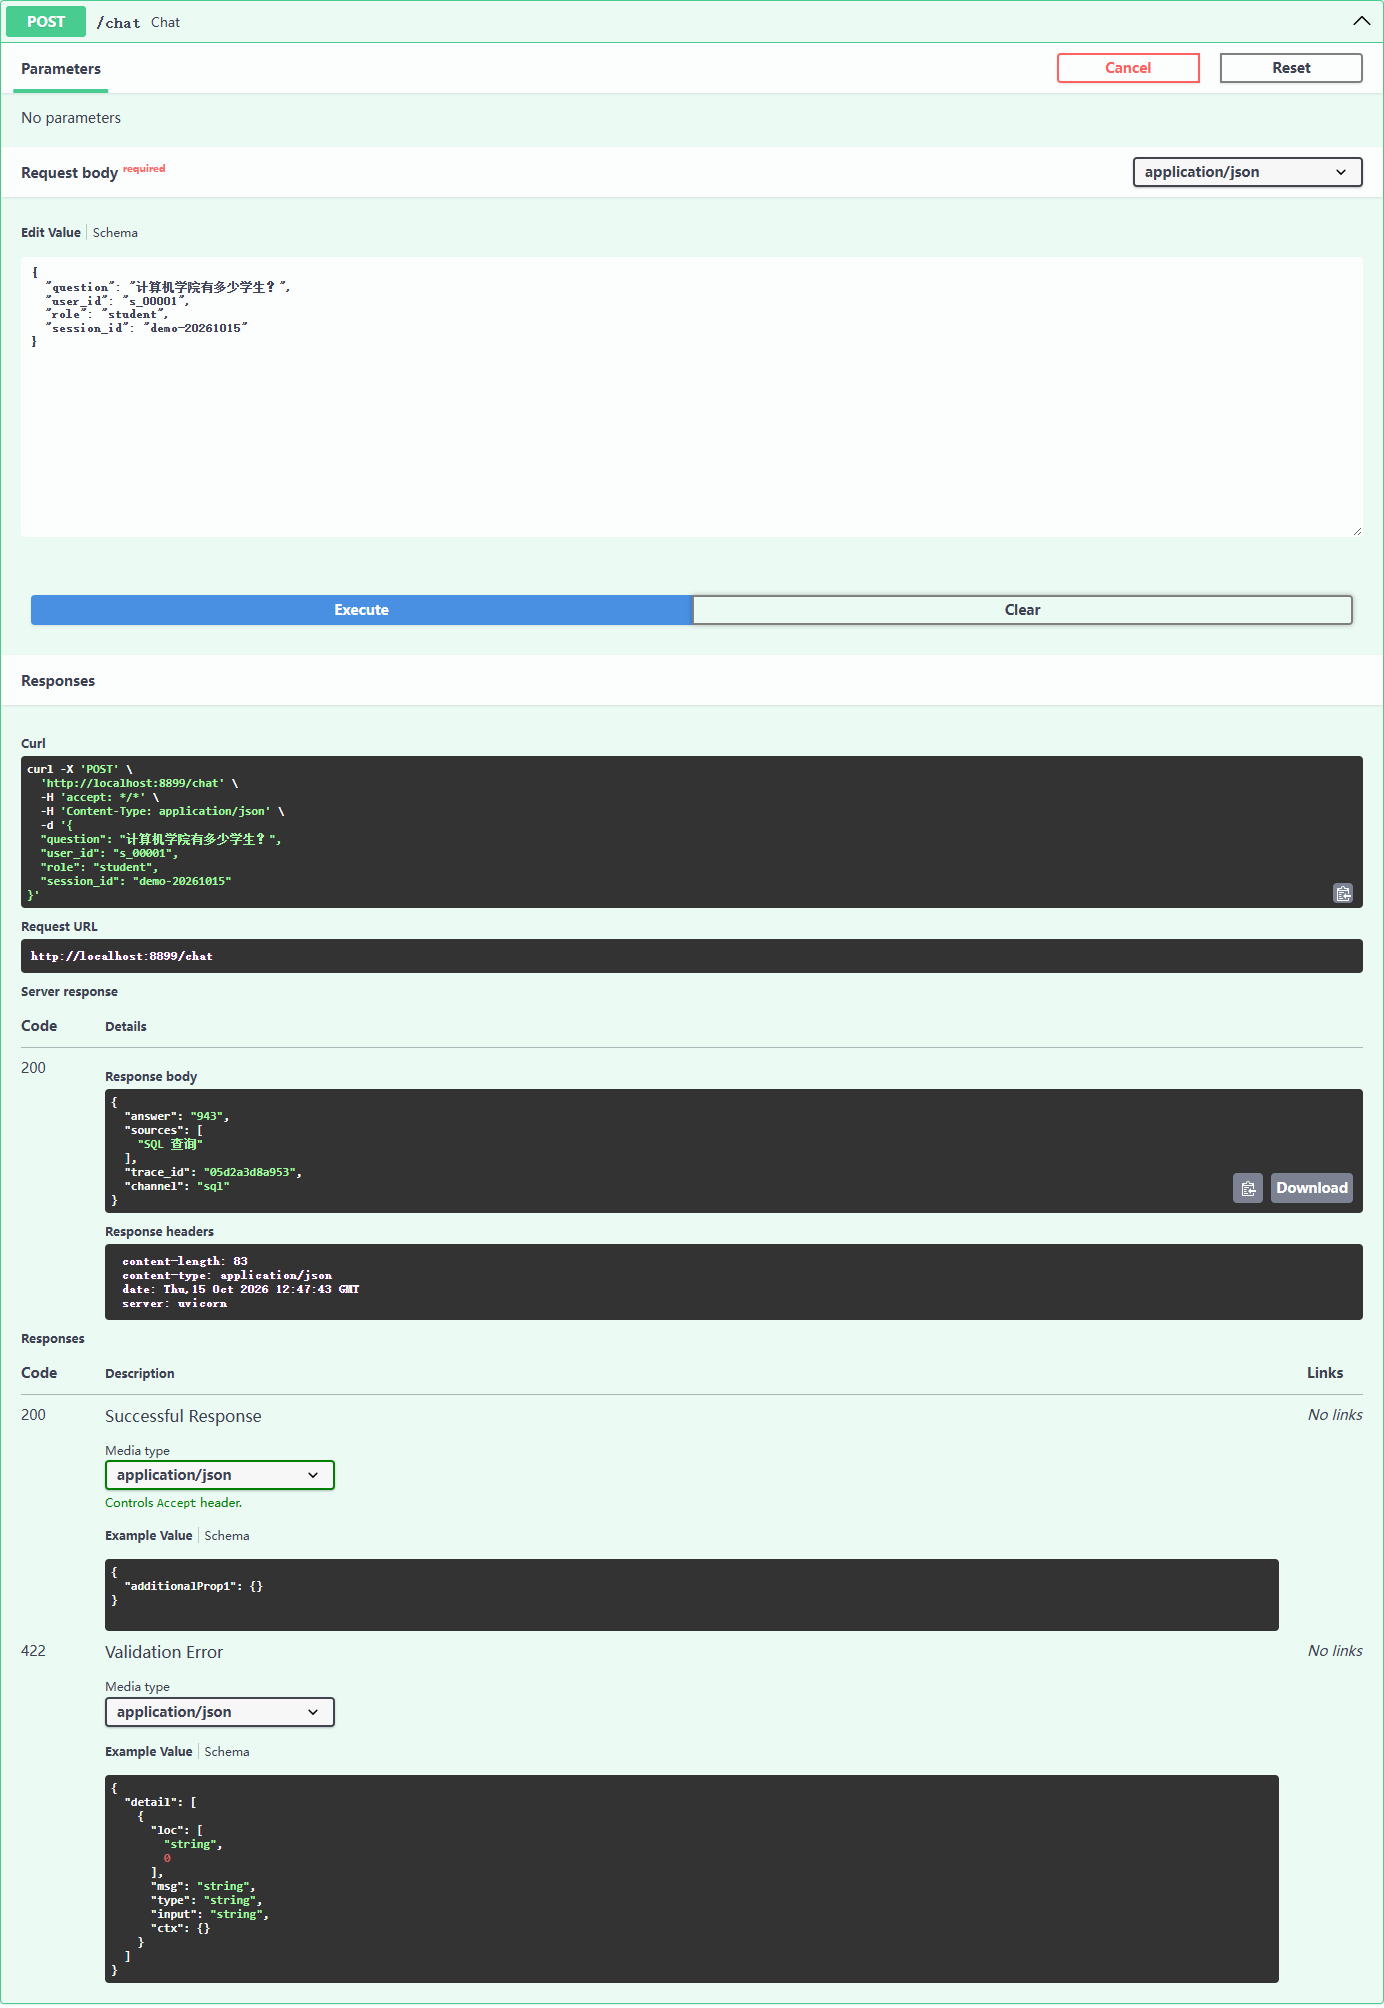 POST /chat Chat
Parameters
Cancel
Reset
No parameters
Request body required
application/json
Edit Value | Schema
{
  "question": "计算机学院有多少学生？",
  "user_id": "s_00001",
  "role": "student",
  "session_id": "demo-20261015"
}
Execute
Clear
Responses
Curl
curl -X 'POST' \
  'http://localhost:8899/chat' \
  -H 'accept: */*' \
  -H 'Content-Type: application/json' \
  -d '{
  "question": "计算机学院有多少学生？",
  "user_id": "s_00001",
  "role": "student",
  "session_id": "demo-20261015"
}'
Request URL
http://localhost:8899/chat
Server response
Code Details
200
Response body
{
  "answer": "943",
  "sources": [
    "SQL 查询"
  ],
  "trace_id": "05d2a3d8a953",
  "channel": "sql"
}
Download
Response headers
content-length: 83
content-type: application/json
date: Thu,15 Oct 2026 12:47:43 GMT
server: uvicorn
Responses
Code Description Links
200 Successful Response No links
Media type
application/json
Controls Accept header.
Example Value | Schema
{
  "additionalProp1": {}
}
422 Validation Error No links
Media type
application/json
Example Value | Schema
{
  "detail": [
    {
      "loc": [
        "string",
        0
      ],
      "msg": "string",
      "type": "string",
      "input": "string",
      "ctx": {}
    }
  ]
}